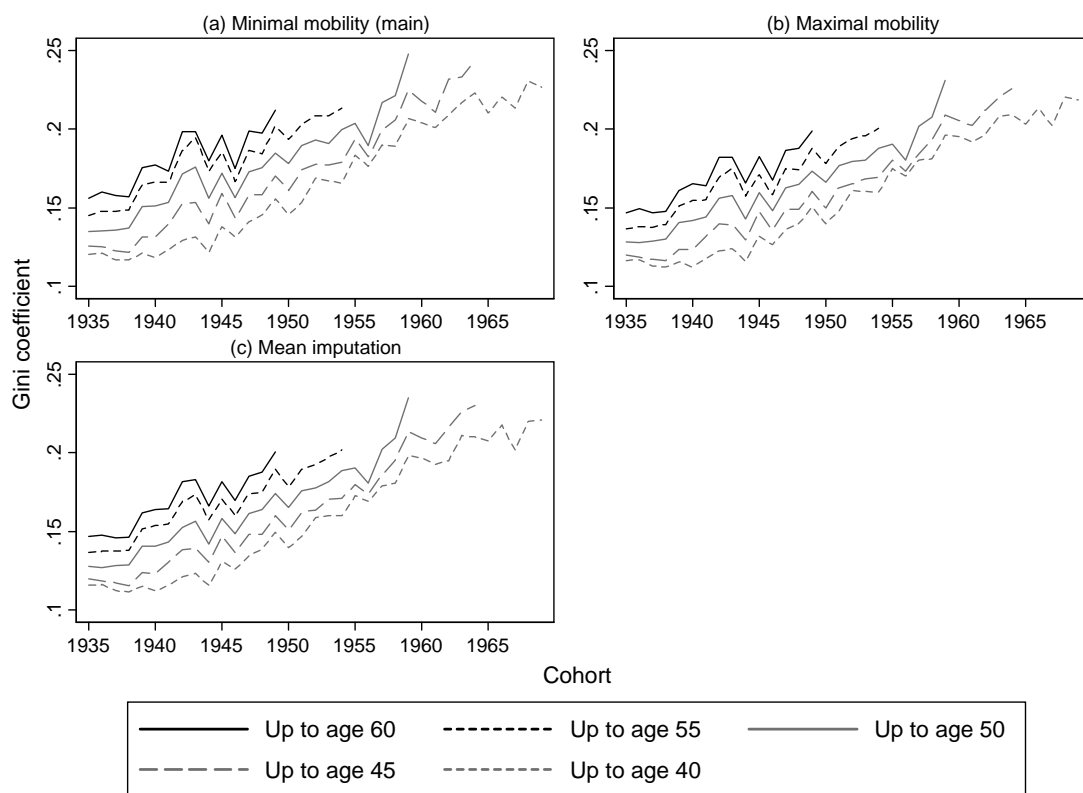 (a) Minimal mobility (main)
(b) Maximal mobility
.25
.2
.15
.1
1935 1940 1945 1950 1955 1960 1965
.25
.2
.15
.1
1935 1940 1945 1950 1955 1960 1965
(c) Mean imputation
.25
.2
.15
.1
1935 1940 1945 1950 1955 1960 1965
Gini coefficient
Cohort
Up to age 60 Up to age 55 Up to age 50
Up to age 45 Up to age 40